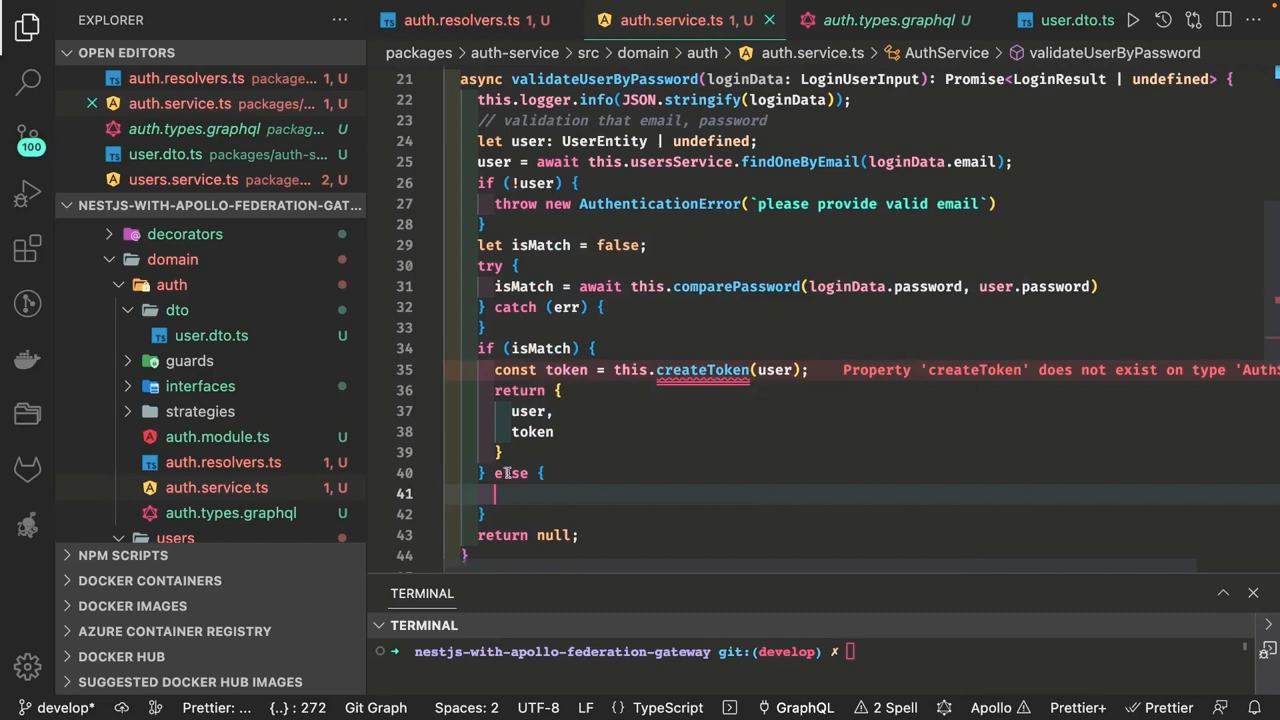 EXPLORER
auth.resolvers.ts 1, U
auth.service.ts 1, U
auth.types.graphql U
user.dto.ts
OPEN EDITORS
auth.resolvers.ts package... 1, U
auth.service.ts packages/... 1, U
auth.types.graphql packag... U
user.dto.ts packages/auth-s... U
users.service.ts packages... 2, U
100
NESTJS-WITH-APOLLO-FEDERATION-GAT...
decorators
domain
auth
dto
user.dto.ts U
guards
interfaces
strategies
auth.module.ts U
auth.resolvers.ts 1, U
auth.service.ts 1, U
auth.types.graphql U
users
NPM SCRIPTS
DOCKER CONTAINERS
DOCKER IMAGES
AZURE CONTAINER REGISTRY
DOCKER HUB
SUGGESTED DOCKER HUB IMAGES
packages > auth-service > src > domain > auth > auth.service.ts > AuthService > validateUserByPassword
21 async validateUserByPassword(loginData: LoginUserInput): Promise<LoginResult | undefined> {
22 this.logger.info(JSON.stringify(loginData));
23 // validation that email, password
24 let user: UserEntity | undefined;
25 user = await this.usersService.findOneByEmail(loginData.email);
26 if (!user) {
27 throw new AuthenticationError(`please provide valid email`)
28 }
29 let isMatch = false;
30 try {
31 isMatch = await this.comparePassword(loginData.password, user.password)
32 } catch (err) {
33 }
34 if (isMatch) {
35 const token = this.createToken(user); Property 'createToken' does not exist on type 'AuthS
36 return {
37 user,
38 token
39 }
40 } else {
41
42 }
43 return null;
44 }
TERMINAL
TERMINAL
nestjs-with-apollo-federation-gateway git:(develop) ✗
develop* Prettier: ... {..} : 272 Git Graph Spaces: 2 UTF-8 LF {} TypeScript GraphQL 2 Spell Apollo Prettier+ Prettier